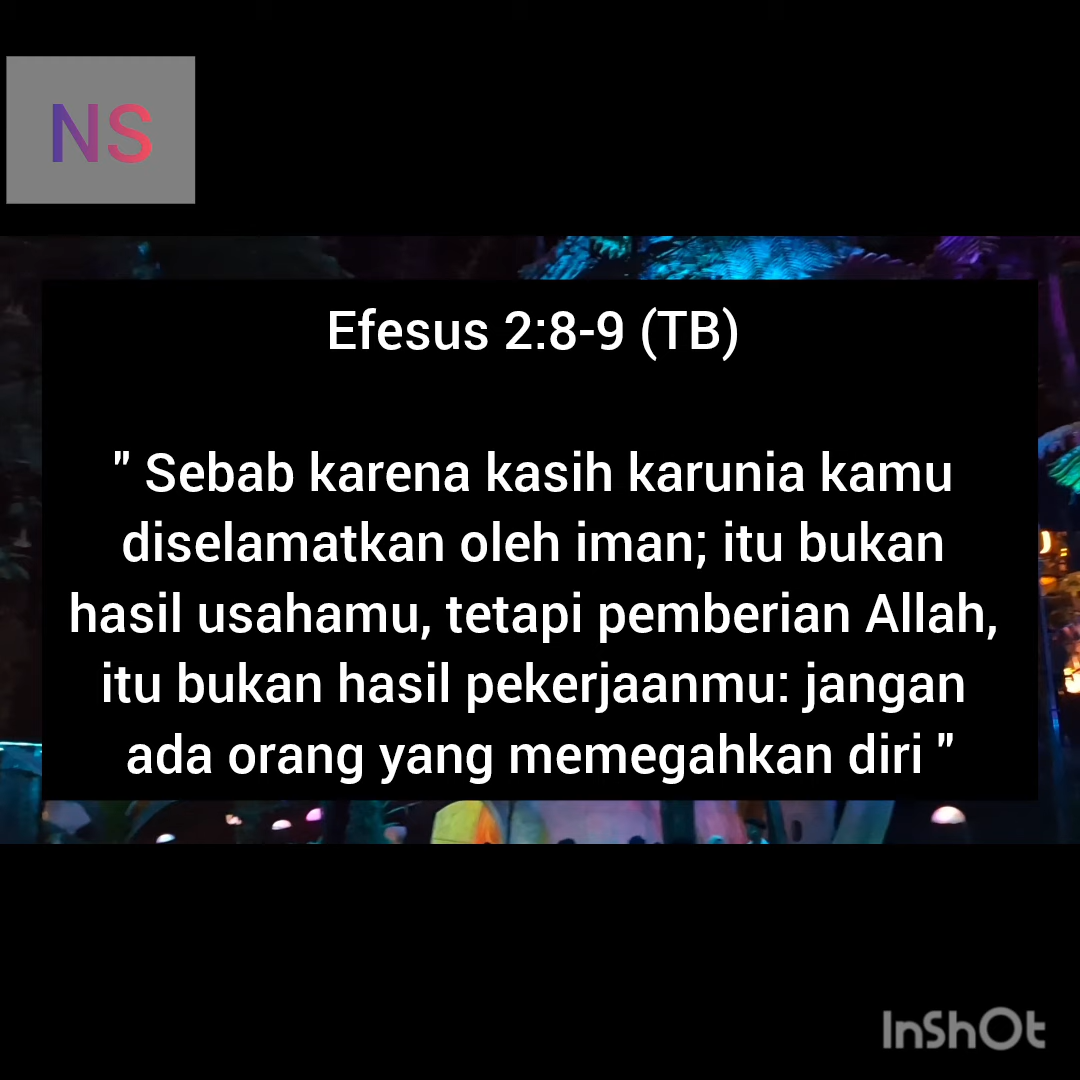 NS
Efesus 2:8-9 (TB)
" Sebab karena kasih karunia kamu
diselamatkan oleh iman; itu bukan
hasil usahamu, tetapi pemberian Allah,
itu bukan hasil pekerjaanmu: jangan
ada orang yang memegahkan diri "
InShOt